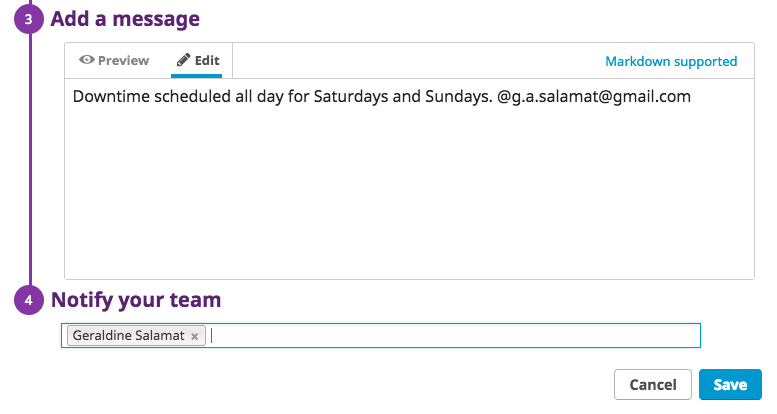 3 Add a message
Preview Edit Markdown supported
Downtime scheduled all day for Saturdays and Sundays. @g.a.salamat@gmail.com
4 Notify your team
Geraldine Salamat ×
Cancel Save